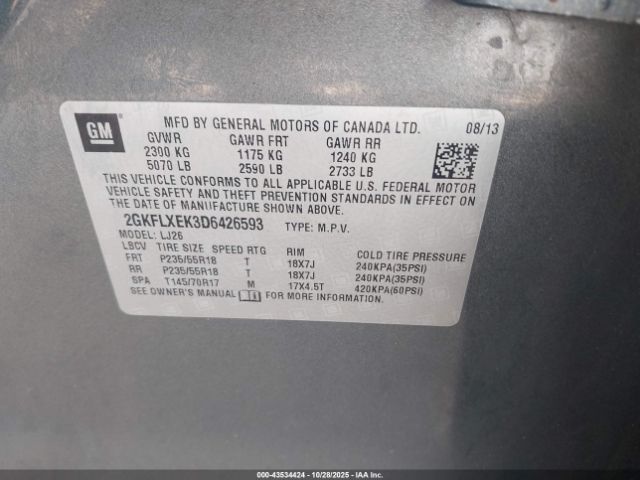 GM
MFD BY GENERAL MOTORS OF CANADA LTD. 08/13
GVWR GAWR FRT GAWR RR
2300 KG 1175 KG 1240 KG
5070 LB 2590 LB 2733 LB
THIS VEHICLE CONFORMS TO ALL APPLICABLE U.S. FEDERAL MOTOR
VEHICLE SAFETY AND THEFT PREVENTION STANDARDS IN EFFECT ON
THE DATE OF MANUFACTURE SHOWN ABOVE.
2GKFLXEK3D6426593 TYPE: M.P.V.
MODEL: LJ26
LBCV TIRE SIZE SPEED RTG RIM COLD TIRE PRESSURE
FRT P235/55R18 T 18X7J 240KPA(35PSI)
RR P235/55R18 T 18X7J 240KPA(35PSI)
SPA T145/70R17 M 17X4.5T 420KPA(60PSI)
SEE OWNER'S MANUAL FOR MORE INFORMATION.
000-43534424 | 10/28/2025 - IAA Inc.